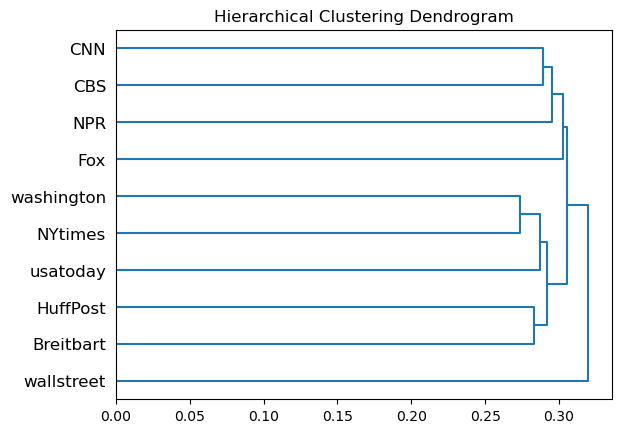 Hierarchical Clustering Dendrogram
CNN
CBS
NPR
Fox
washington
NYtimes
usatoday
HuffPost
Breitbart
wallstreet
0.00 0.05 0.10 0.15 0.20 0.25 0.30